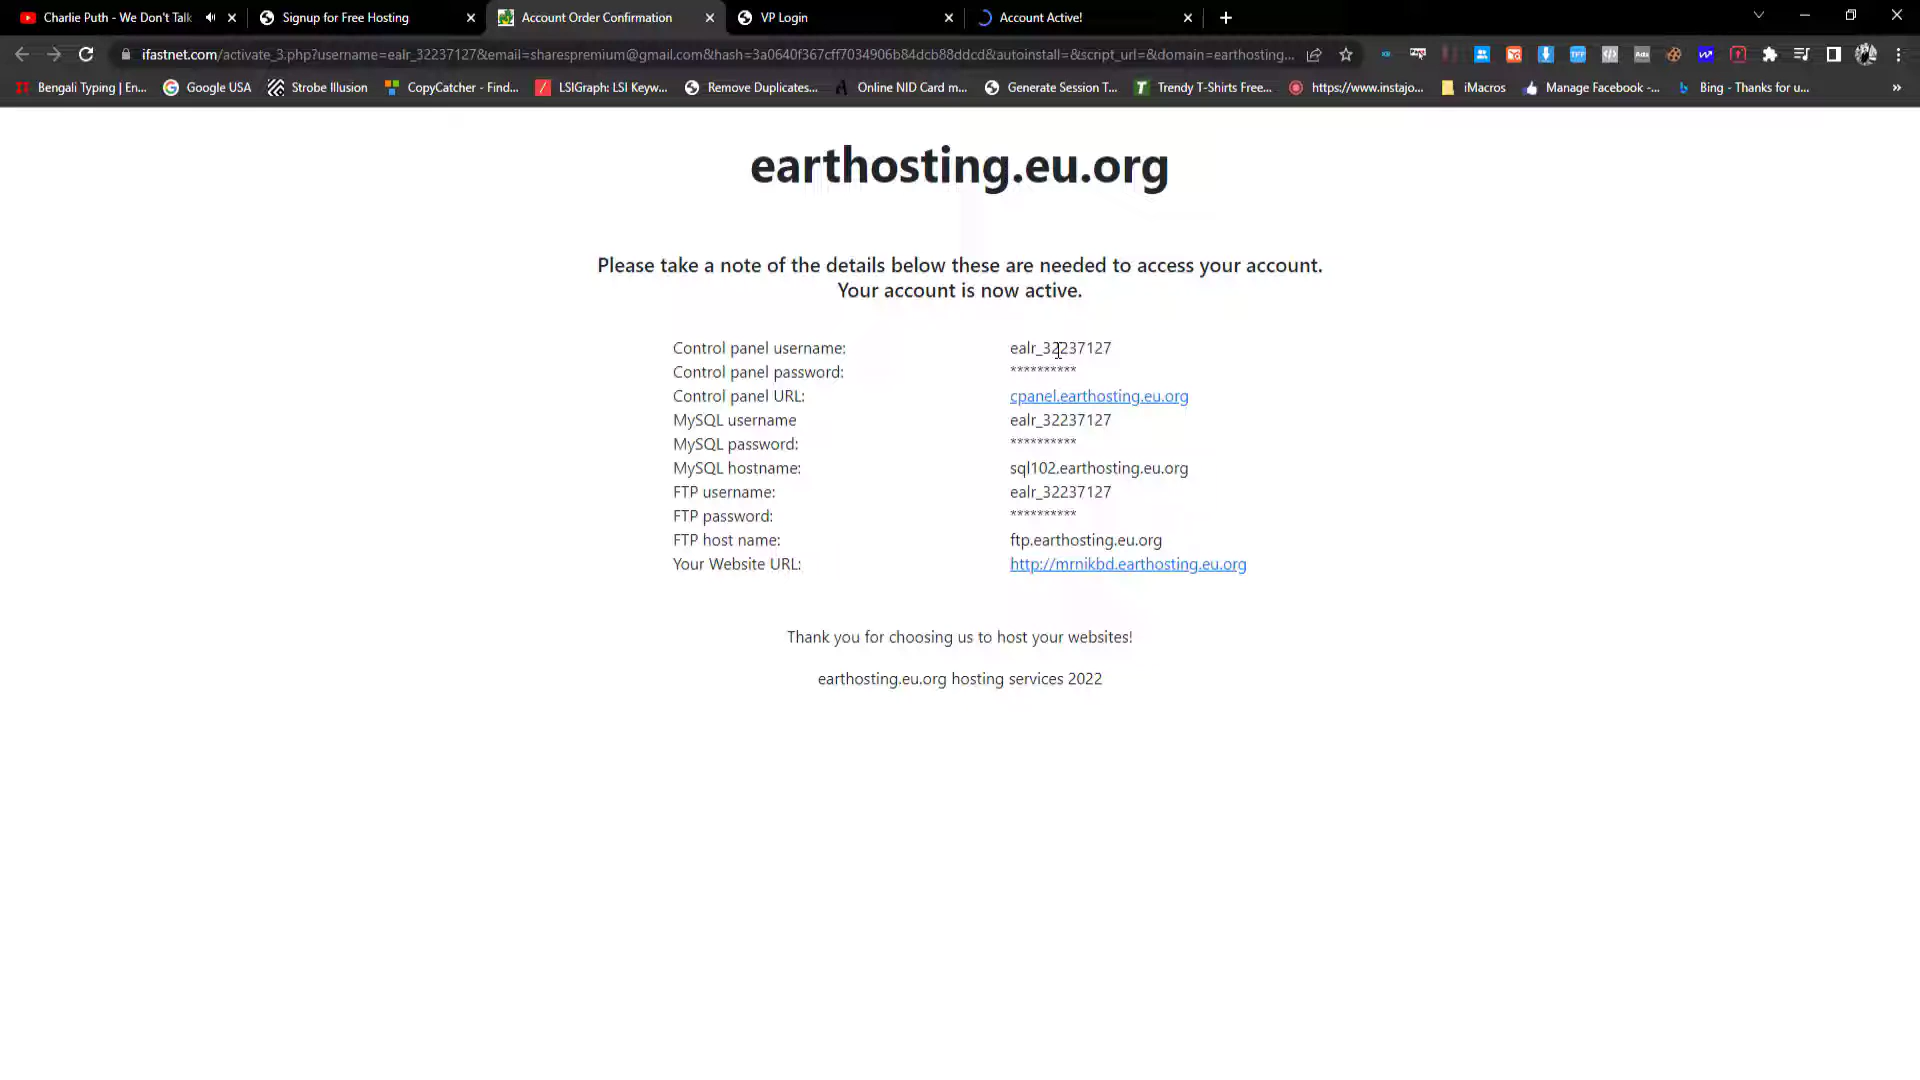 Charlie Puth - We Don't Talk
Signup for Free Hosting
Account Order Confirmation
VP Login
Account Active!
ifastnet.com/activate_3.php?username=ealr_32237127&email=sharespremium@gmail.com&hash=3a0640f367cff7034906b84dcb88ddcd&autoinstall=&script_url=&domain=earthosting...
Bengali Typing | En...
Google USA
Strobe Illusion
CopyCatcher - Find...
LSIGraph: LSI Keyw...
Remove Duplicates...
Online NID Card m...
Generate Session T...
Trendy T-Shirts Free...
https://www.instajo...
iMacros
Manage Facebook -...
Bing - Thanks for u...
earthosting.eu.org
Please take a note of the details below these are needed to access your account.
Your account is now active.
Control panel username: ealr_32237127
Control panel password: **********
Control panel URL: cpanel.earthosting.eu.org
MySQL username ealr_32237127
MySQL password: **********
MySQL hostname: sql102.earthosting.eu.org
FTP username: ealr_32237127
FTP password: **********
FTP host name: ftp.earthosting.eu.org
Your Website URL: http://mrnikbd.earthosting.eu.org
Thank you for choosing us to host your websites!
earthosting.eu.org hosting services 2022